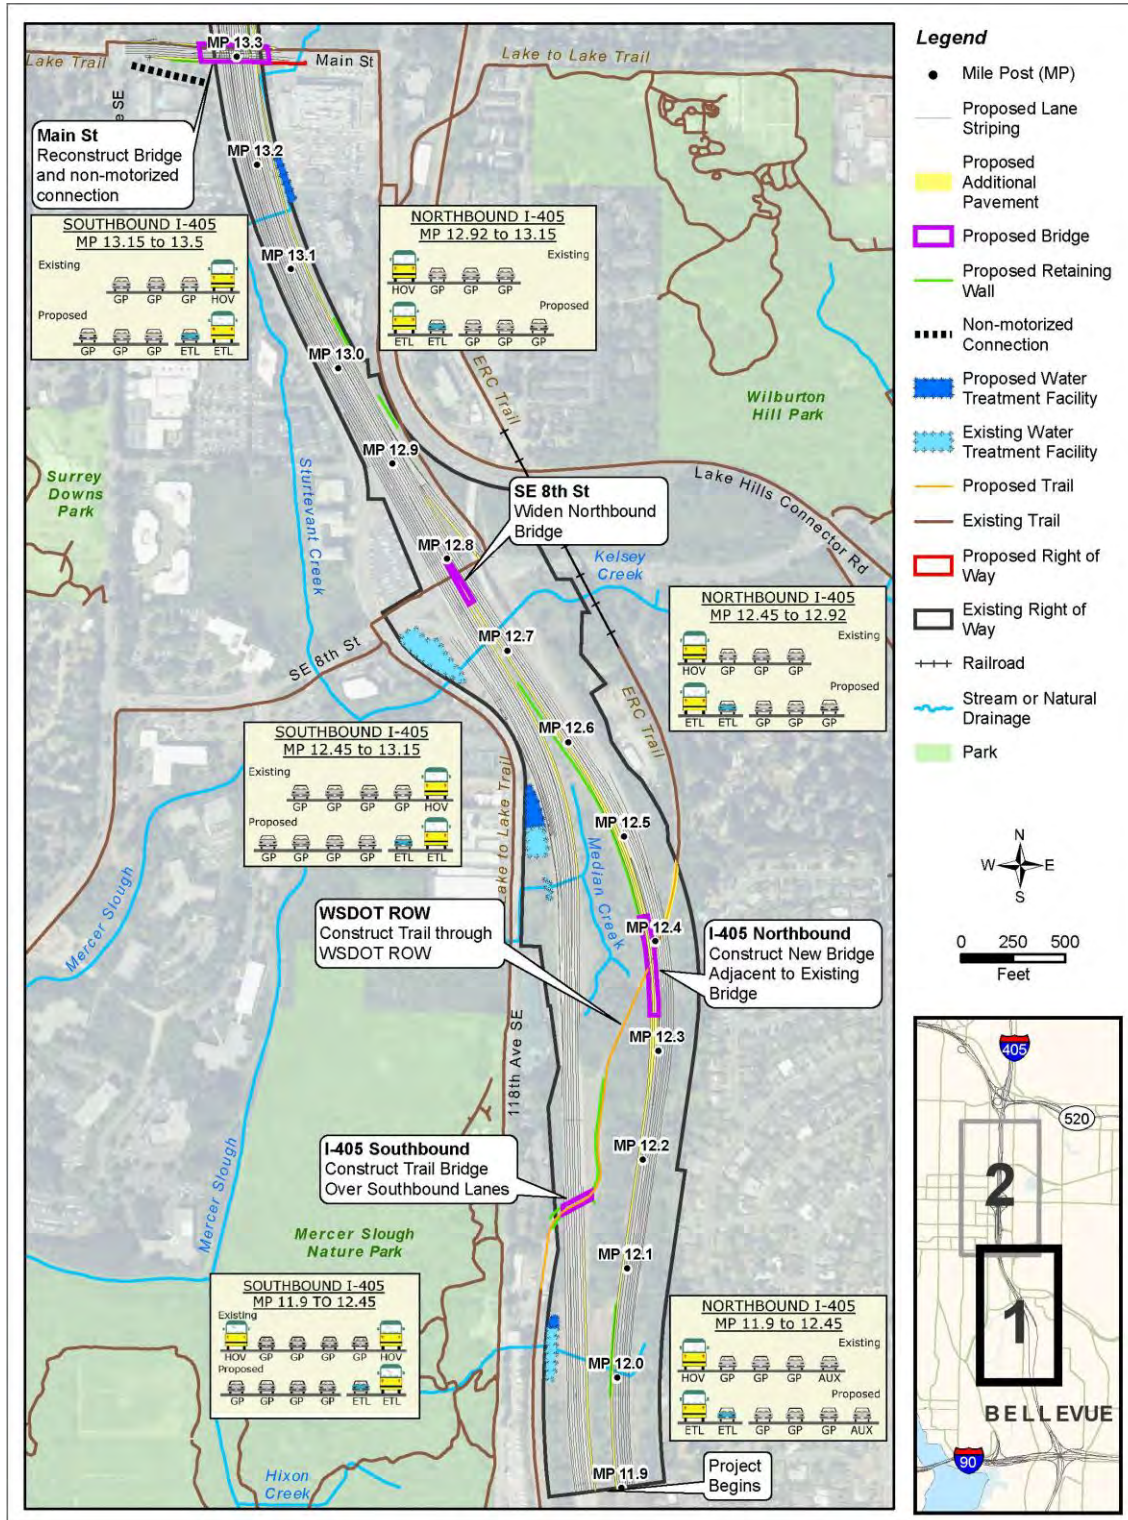 MP 13.3
Lake Trail
Main St
Lake to Lake Trail
e SE
Main St
Reconstruct Bridge
and non-motorized
connection
MP 13.2
SOUTHBOUND I-405
MP 13.15 to 13.5
Existing
GP GP GP HOV
Proposed
GP GP GP ETL ETL
NORTHBOUND I-405
MP 12.92 to 13.15
Existing
HOV GP GP GP
Proposed
ETL ETL GP GP GP
MP 13.1
MP 13.0
ERC Trail
Wilburton
Hill Park
MP 12.9
Surrey
Downs
Park
Sturtevant Creek
Lake Hills Connector Rd
SE 8th St
Widen Northbound
Bridge
MP 12.8
Kelsey
Creek
NORTHBOUND I-405
MP 12.45 to 12.92
Existing
HOV GP GP GP
Proposed
ETL ETL GP GP GP
MP 12.7
SE 8th St
ERC Trail
MP 12.6
SOUTHBOUND I-405
MP 12.45 to 13.15
Existing
GP GP GP GP HOV
Proposed
GP GP GP GP ETL ETL
Lake to Lake Trail
MP 12.5
Median Creek
Mercer Slough
WSDOT ROW
Construct Trail through
WSDOT ROW
MP 12.4
I-405 Northbound
Construct New Bridge
Adjacent to Existing
Bridge
MP 12.3
118th Ave SE
MP 12.2
I-405 Southbound
Construct Trail Bridge
Over Southbound Lanes
Mercer Slough
Mercer Slough
Nature Park
MP 12.1
SOUTHBOUND I-405
MP 11.9 TO 12.45
Existing
HOV GP GP GP GP HOV
Proposed
GP GP GP GP ETL ETL
NORTHBOUND I-405
MP 11.9 to 12.45
Existing
HOV GP GP GP AUX
Proposed
ETL ETL GP GP GP AUX
MP 12.0
Hixon
Creek
MP 11.9
Project
Begins
Legend
Mile Post (MP)
Proposed Lane
Striping
Proposed
Additional
Pavement
Proposed Bridge
Proposed Retaining
Wall
Non-motorized
Connection
Proposed Water
Treatment Facility
Existing Water
Treatment Facility
Proposed Trail
Existing Trail
Proposed Right of
Way
Existing Right of
Way
Railroad
Stream or Natural
Drainage
Park
N
W E
S
0 250 500
Feet
405
520
2
1
BELLEVUE
90